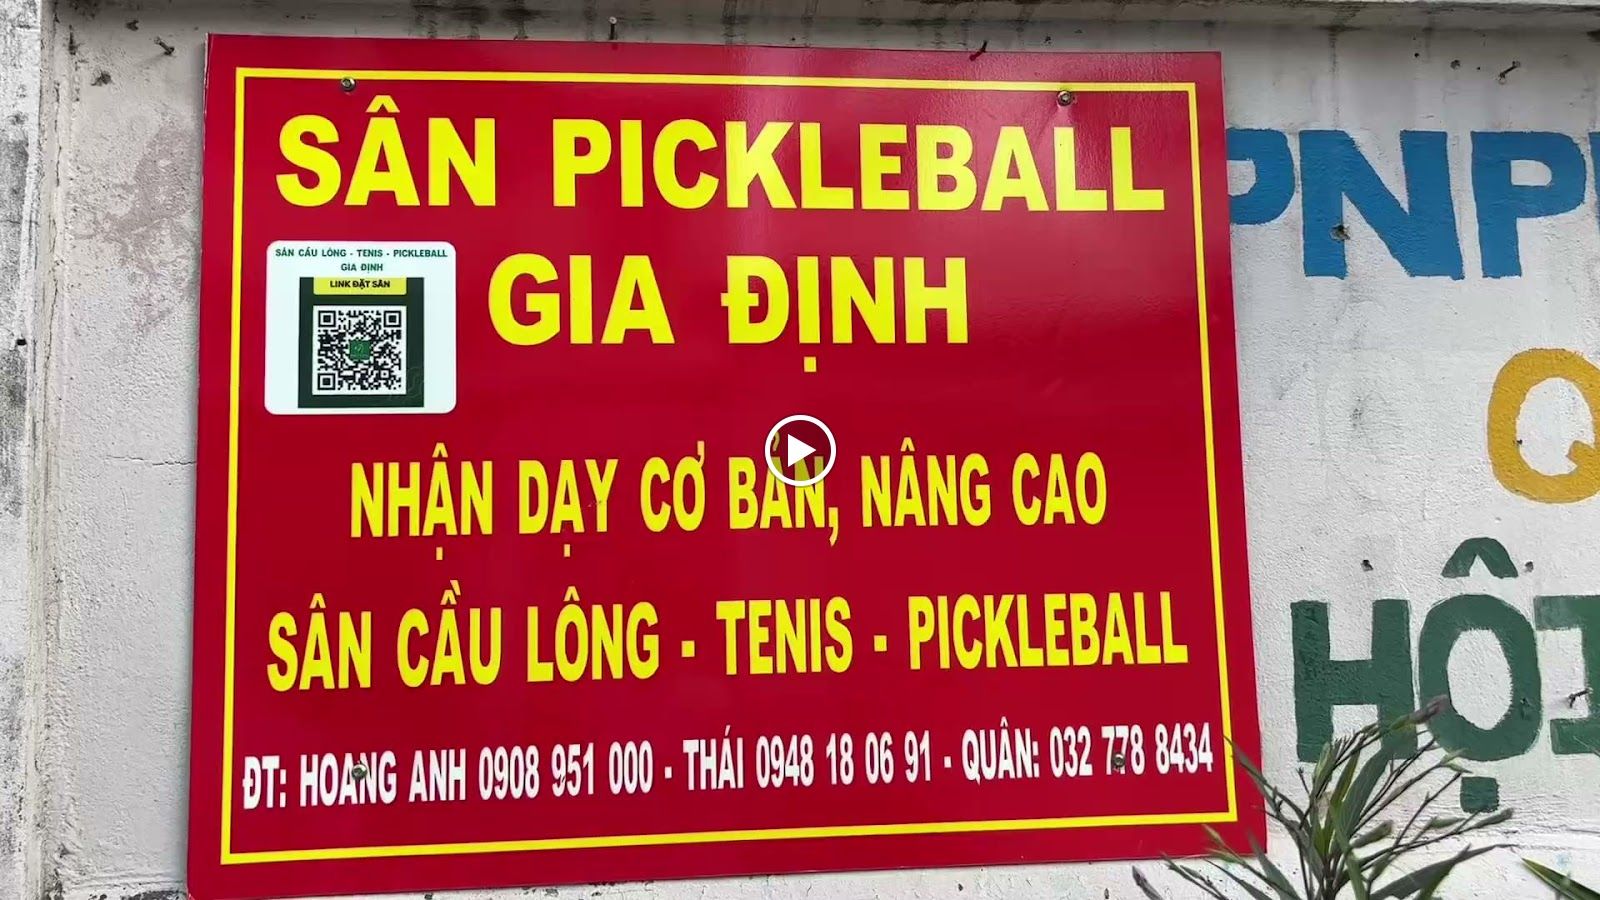 SÂN PICKLEBALL
GIA ĐỊNH
SÂN CẦU LÔNG - TENIS - PICKLEBALL
GIA ĐỊNH
LINK ĐẶT SÂN
NHẬN DẠY CƠ BẢN, NÂNG CAO
SÂN CẦU LÔNG - TENIS - PICKLEBALL
ĐT: HOANG ANH 0908 951 000 - THÁI 0948 18 06 91 - QUÂN: 032 778 8434
PNP
Q
HỘI